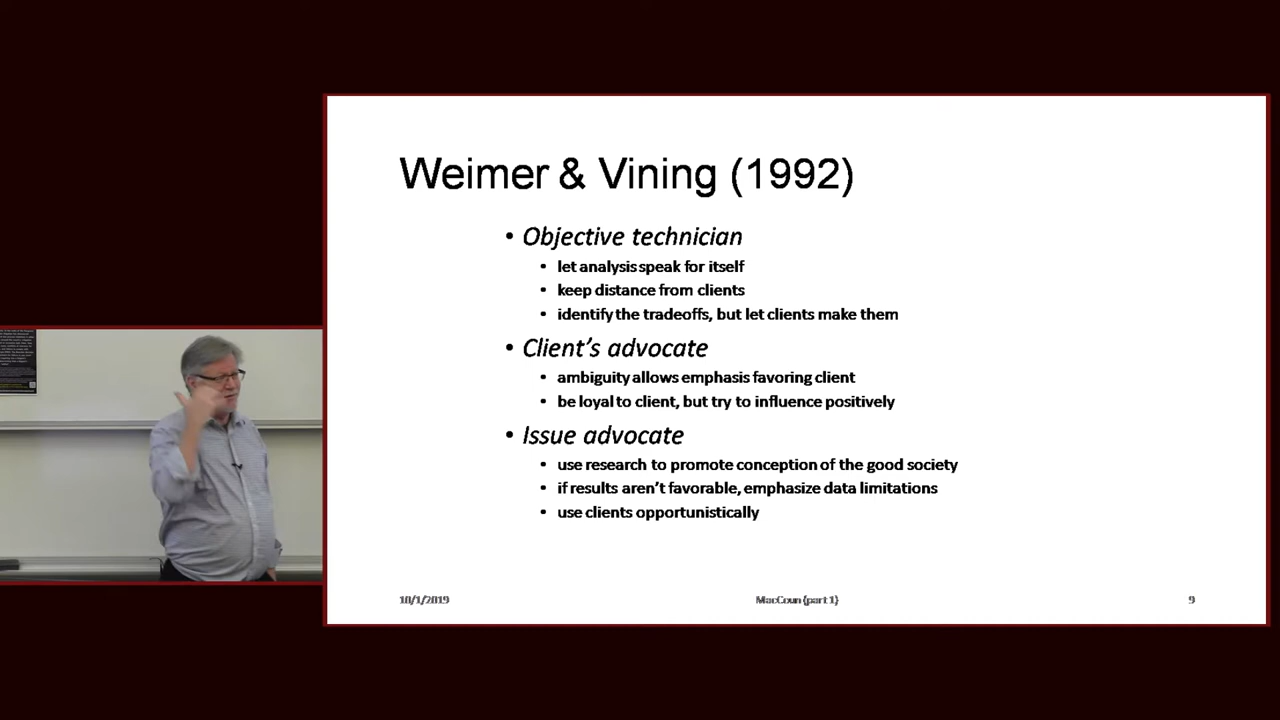 Weimer & Vining (1992)
• Objective technician
• let analysis speak for itself
• keep distance from clients
• identify the tradeoffs, but let clients make them
• Client's advocate
• ambiguity allows emphasis favoring client
• be loyal to client, but try to influence positively
• Issue advocate
• use research to promote conception of the good society
• if results aren't favorable, emphasize data limitations
• use clients opportunistically
10/1/2019
MacCoun (part 1)
9